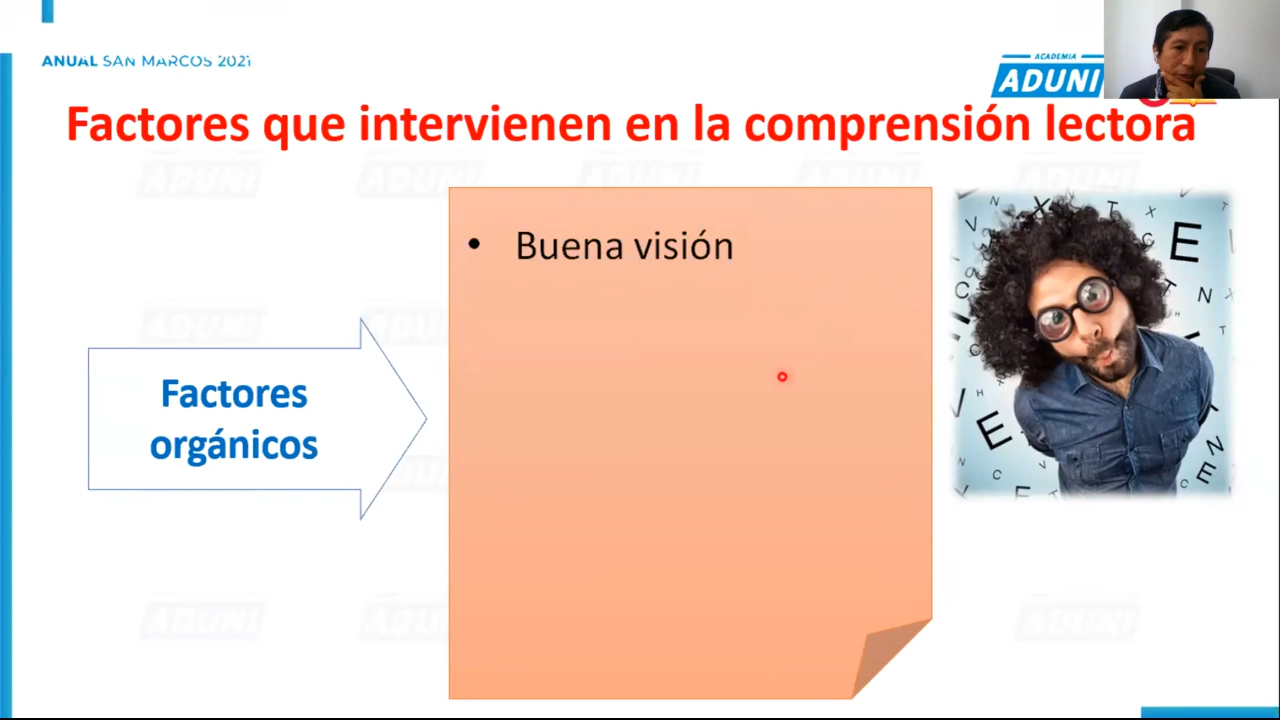 ANUAL SAN MARCOS 2021
ACADEMIA
ADUNI
Factores que intervienen en la comprensión lectora
• Buena visión
Factores
orgánicos